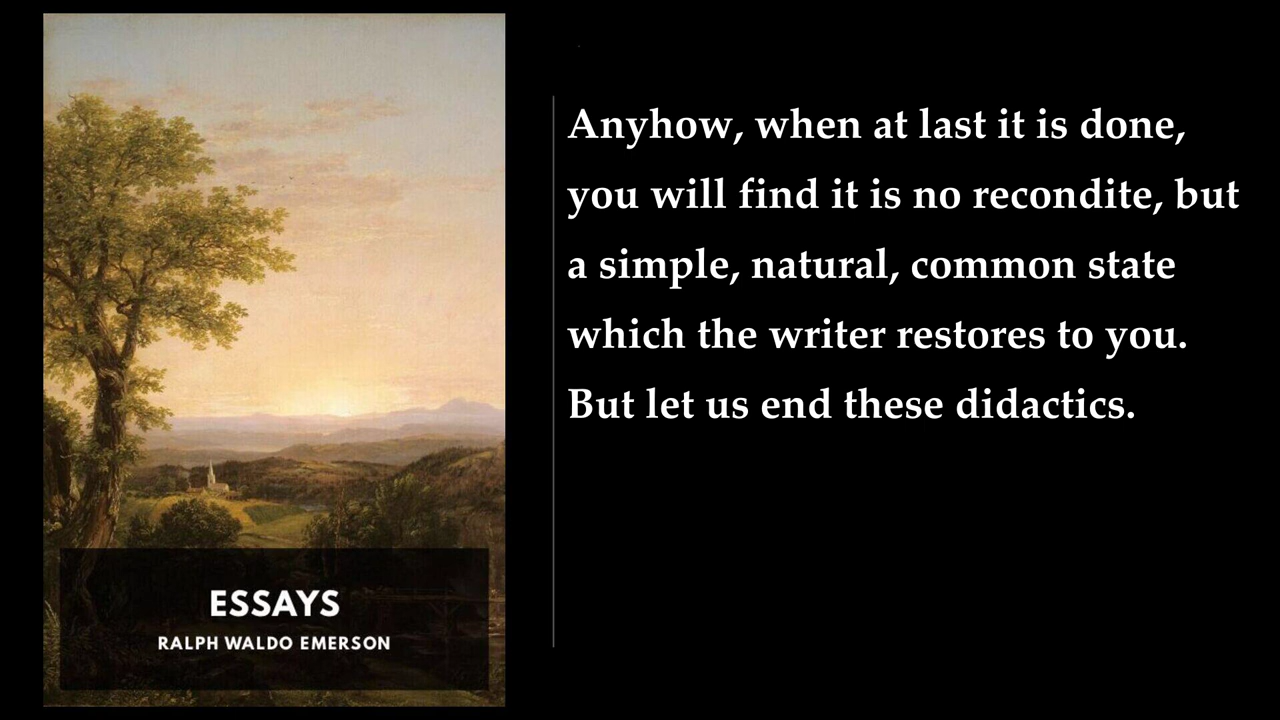 Anyhow, when at last it is done,
you will find it is no recondite, but
a simple, natural, common state
which the writer restores to you.
But let us end these didactics.
ESSAYS
RALPH WALDO EMERSON